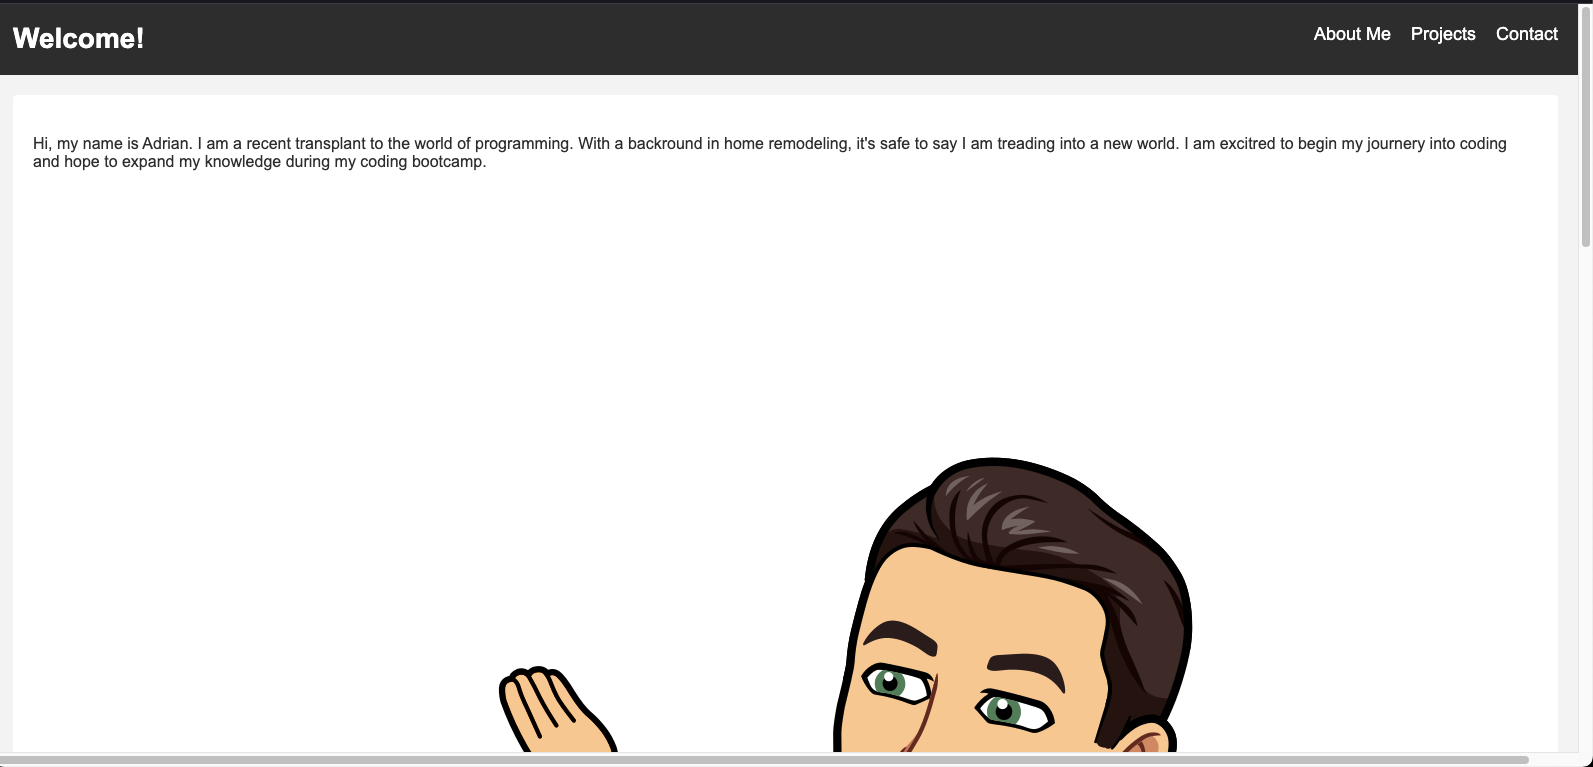 Welcome!
About Me Projects Contact
Hi, my name is Adrian. I am a recent transplant to the world of programming. With a backround in home remodeling, it's safe to say I am treading into a new world. I am excitred to begin my journery into coding
and hope to expand my knowledge during my coding bootcamp.